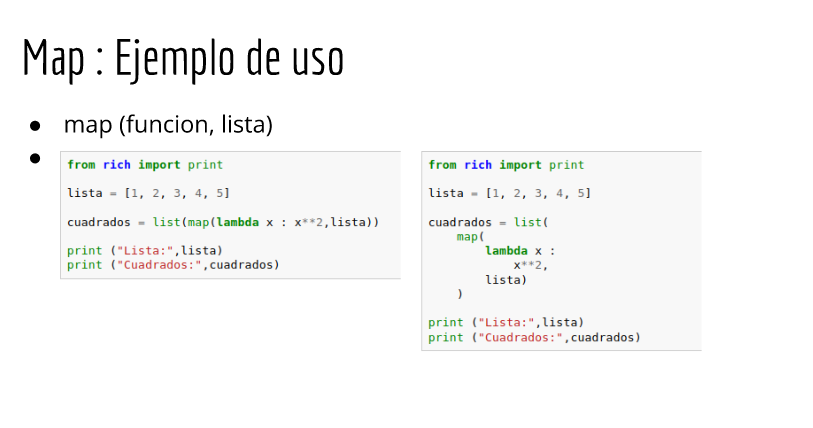 Map : Ejemplo de uso
● map (funcion, lista)
●
from rich import print
lista = [1, 2, 3, 4, 5]
cuadrados = list(map(lambda x : x**2,lista))
print ("Lista:",lista)
print ("Cuadrados:",cuadrados)
from rich import print
lista = [1, 2, 3, 4, 5]
cuadrados = list(
    map(
        lambda x :
            x**2,
        lista)
    )
print ("Lista:",lista)
print ("Cuadrados:",cuadrados)